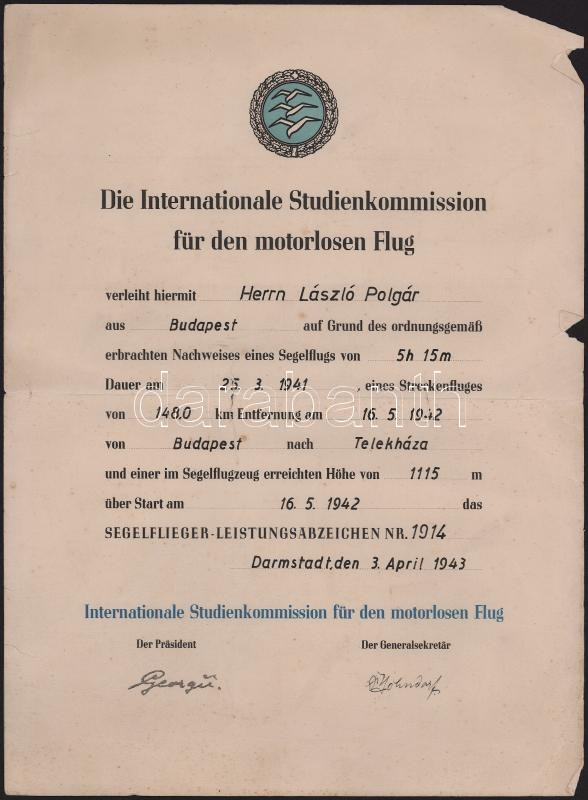 Die Internationale Studienkommission
für den motorlosen Flug
verleiht hiermit Herrn László Polgár
aus Budapest auf Grund des ordnungsgemäß
erbrachten Nachweises eines Segelflugs von 5h 15m
Dauer am 25. 3. 1941, eines Streckenfluges
von 148,0 km Entfernung am 16. 5. 1942
darabanth
von Budapest nach Telekháza
und einer im Segelflugzeug erreichten Höhe von 1115 m
über Start am 16. 5. 1942 das
SEGELFLIEGER-LEISTUNGSABZEICHEN NR. 1914
Darmstadt, den 3. April 1943
Internationale Studienkommission für den motorlosen Flug
Der Präsident Der Generalsekretär
Georgii.